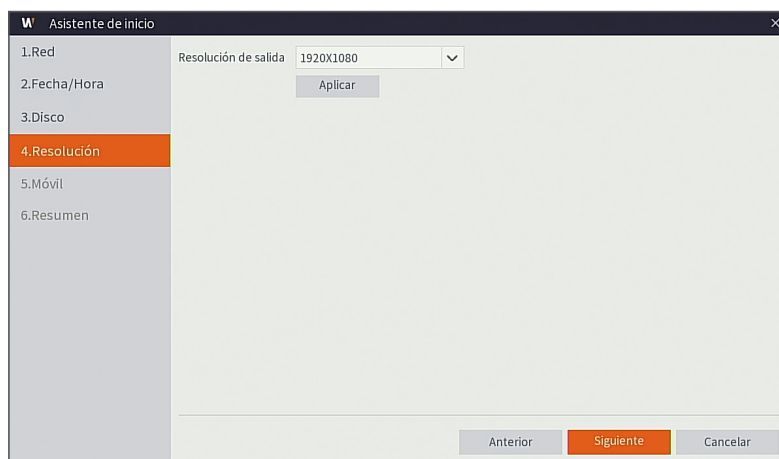 W Asistente de inicio ×
1.Red
2.Fecha/Hora
3.Disco
4.Resolución
5.Móvil
6.Resumen
Resolución de salida 1920X1080
Aplicar
Anterior Siguiente Cancelar